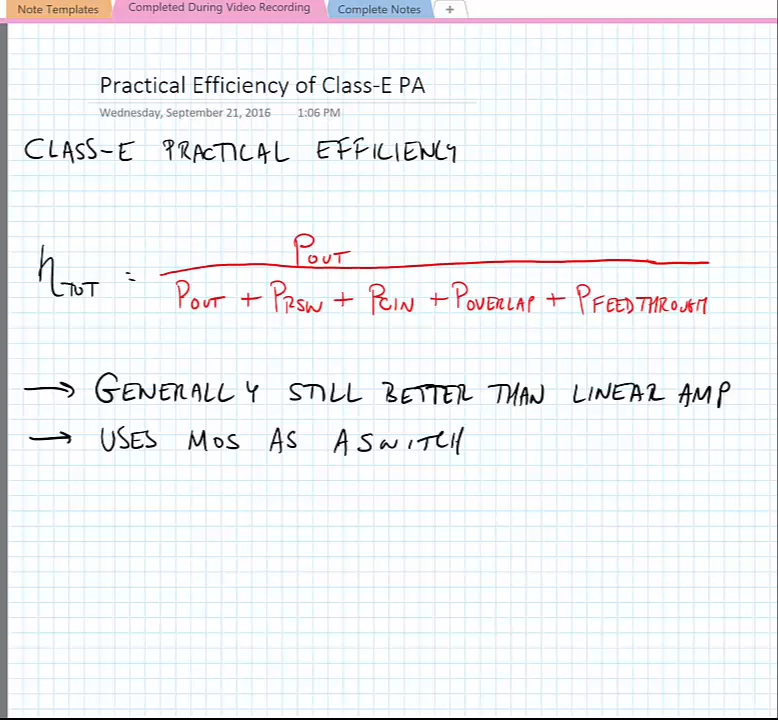 Note Templates Completed During Video Recording Complete Notes +
Practical Efficiency of Class-E PA
Wednesday, September 21, 2016 1:06 PM
CLASS-E PRACTICAL EFFICIENCY
POUT
ηTOT =
POUT + PRSW + PCIN + POVERLAP + PFEEDTHROUGH
→ GENERALLY STILL BETTER THAN LINEAR AMP
→ USES MOS AS A SWITCH